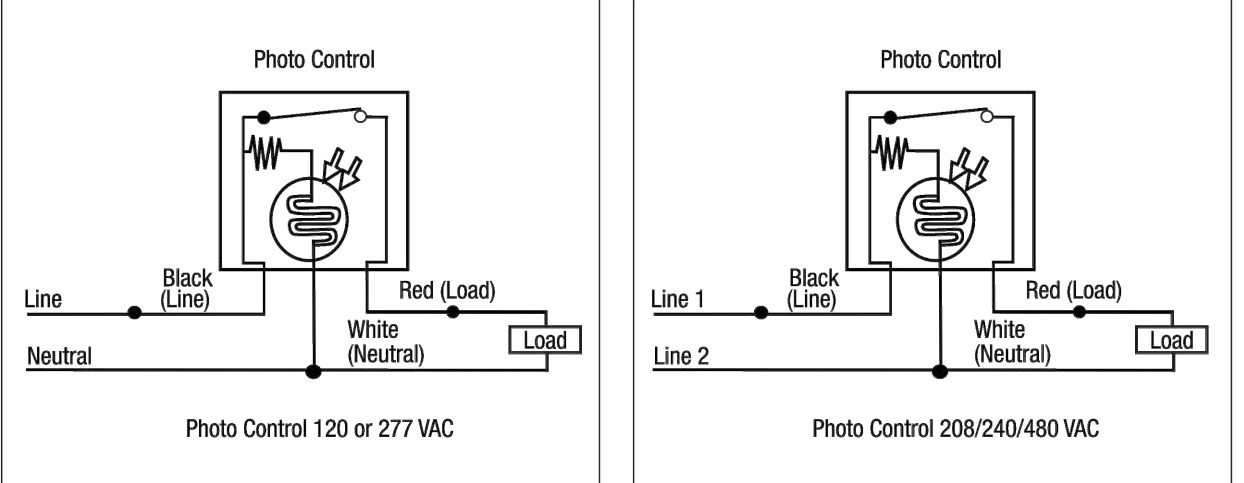 Photo Control
Black
(Line)
Line
Red (Load)
White
(Neutral)
Load
Neutral
Photo Control 120 or 277 VAC
Photo Control
Black
(Line)
Line 1
Red (Load)
White
(Neutral)
Load
Line 2
Photo Control 208/240/480 VAC